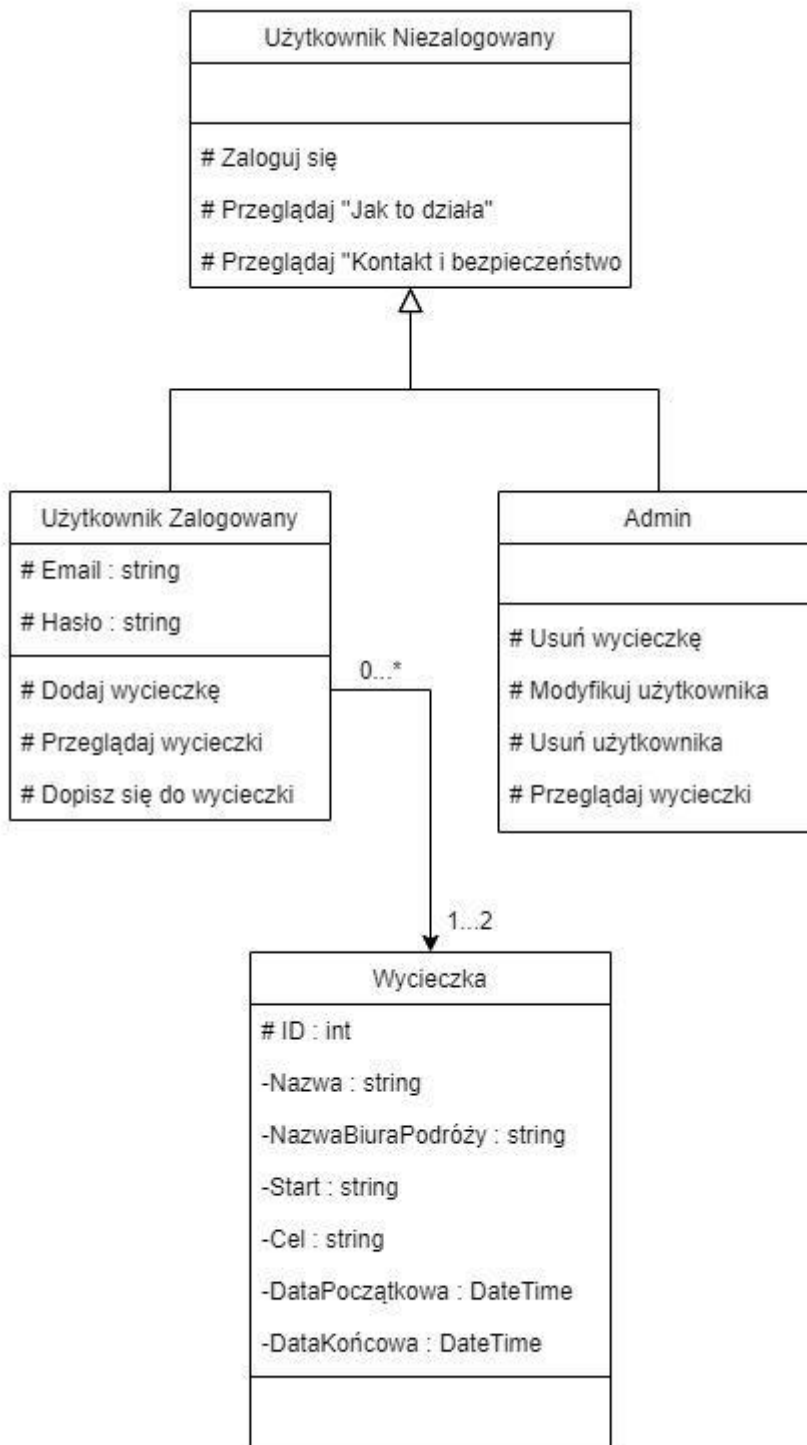 Użytkownik Niezalogowany
# Zaloguj się
# Przeglądaj "Jak to działa"
# Przeglądaj "Kontakt i bezpieczeństwo
Użytkownik Zalogowany
# Email : string
# Hasło : string
# Dodaj wycieczkę
# Przeglądaj wycieczki
# Dopisz się do wycieczki
Admin
# Usuń wycieczkę
# Modyfikuj użytkownika
# Usuń użytkownika
# Przeglądaj wycieczki
0...*
1...2
Wycieczka
# ID : int
-Nazwa : string
-NazwaBiuraPodróży : string
-Start : string
-Cel : string
-DataPoczątkowa : DateTime
-DataKońcowa : DateTime